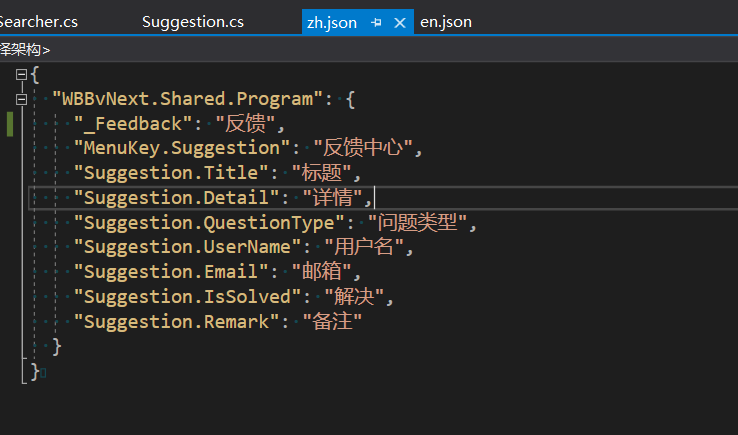 Searcher.cs Suggestion.cs zh.json en.json
择架构>
{
"WBBvNext.Shared.Program": {
"_Feedback": "反馈",
"MenuKey.Suggestion": "反馈中心",
"Suggestion.Title": "标题",
"Suggestion.Detail": "详情",
"Suggestion.QuestionType": "问题类型",
"Suggestion.UserName": "用户名",
"Suggestion.Email": "邮箱",
"Suggestion.IsSolved": "解决",
"Suggestion.Remark": "备注"
}
}